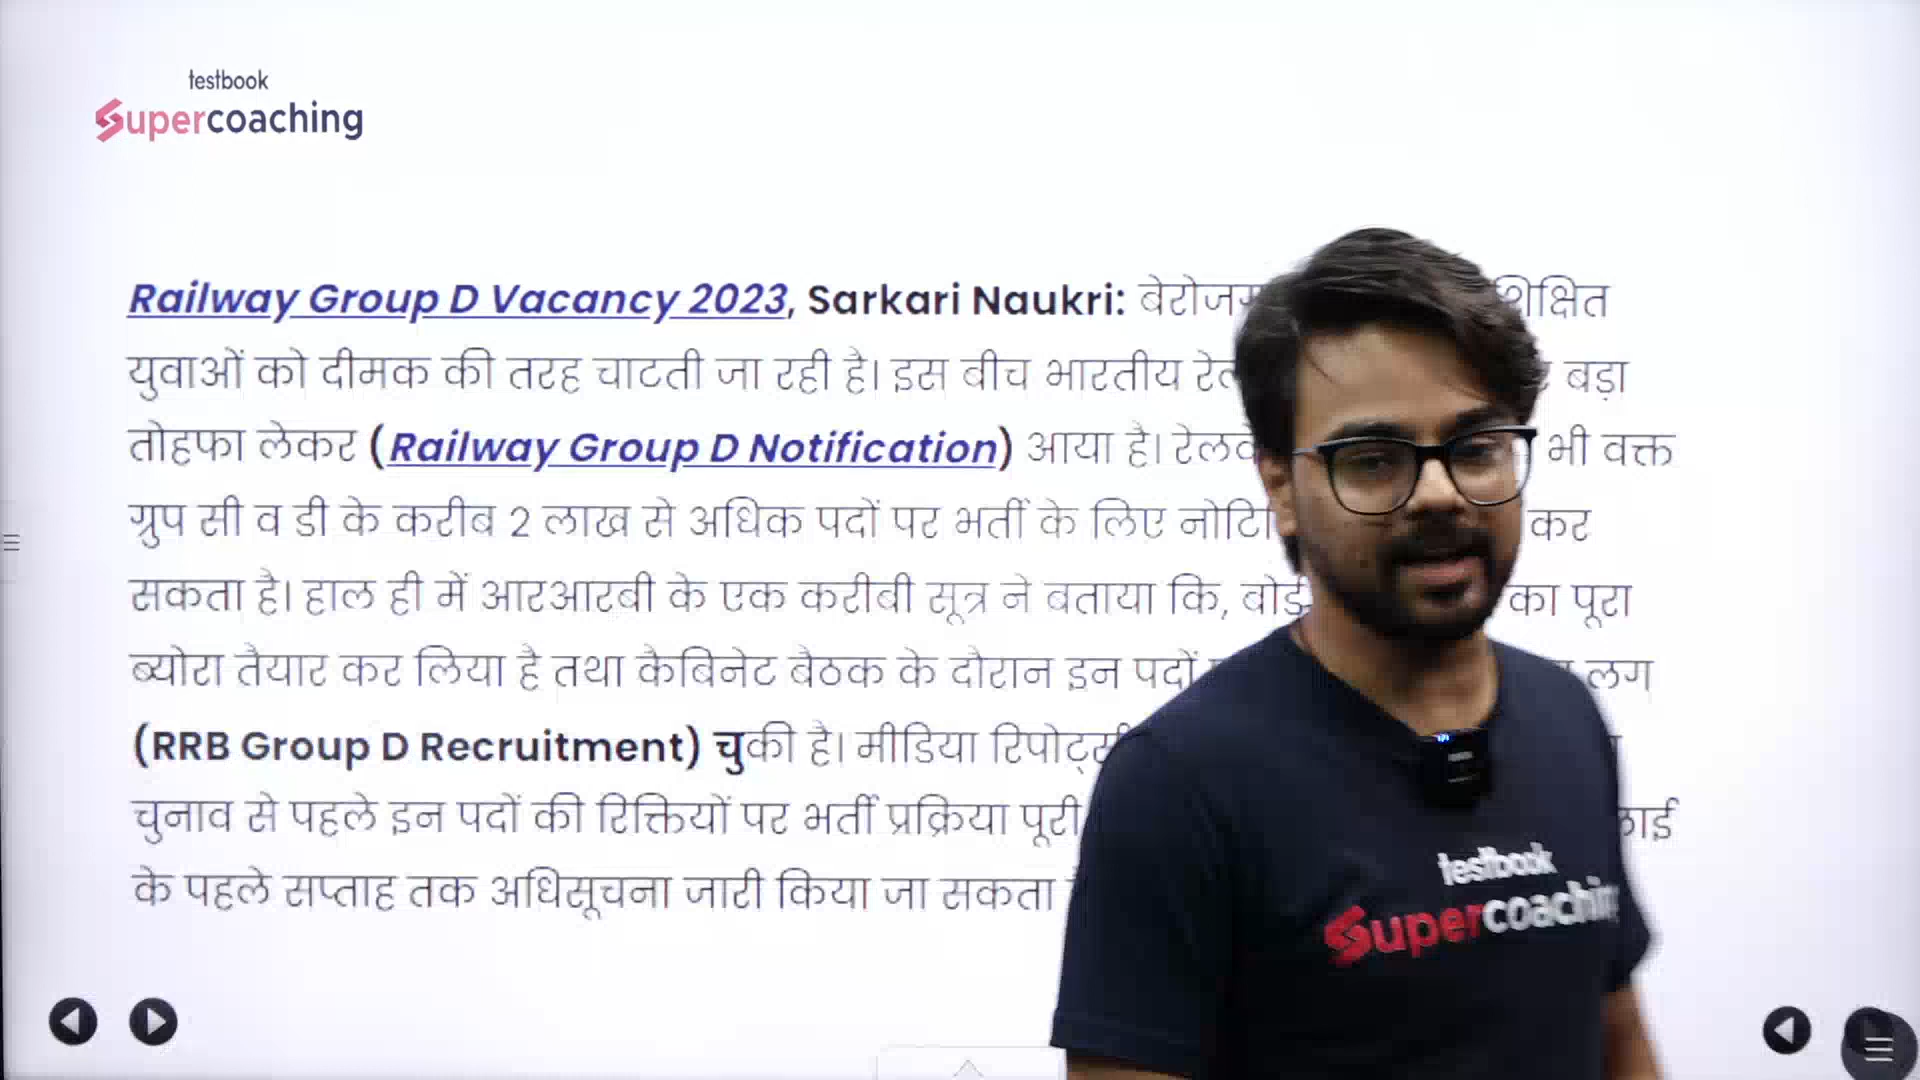 testbook
Supercoaching
Railway Group D Vacancy 2023, Sarkari Naukri: शिक्षित
युवाओं को दीमक की तरह चाटती जा रही है। इस बीच भारतीय बड़ा
तोहफा लेकर (Railway Group D Notification) आया है। भी वक्त
ग्रुप सी व डी के करीब 2 लाख से अधिक पदों पर भर्ती के लिए कर
सकता है। हाल ही में आरआरबी के एक करीबी सूत्र ने बताया कि, का पूरा
ब्योरा तैयार कर लिया है तथा कैबिनेट बैठक के दौरान इन पदों लग
(RRB Group D Recruitment) चुकी है। मीडिया
चुनाव से पहले इन पदों की रिक्तियों पर भर्ती प्रक्रिया पूरी
के पहले सप्ताह तक अधिसूचना जारी किया जा सकता
testbook
Supercoaching